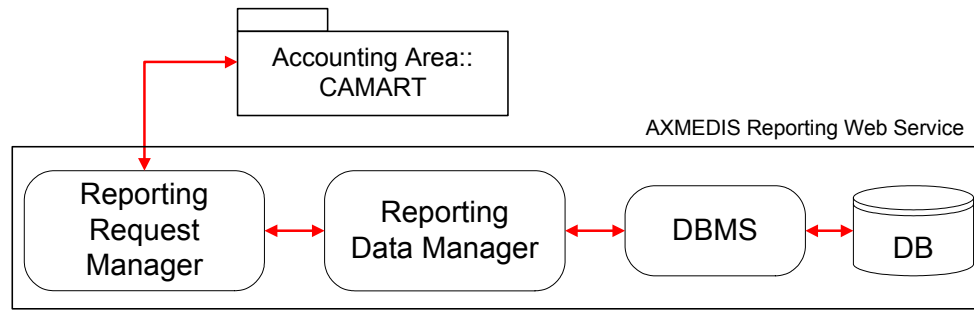 Accounting Area::
CAMART
AXMEDIS Reporting Web Service
Reporting
Request
Manager
Reporting
Data Manager
DBMS
DB